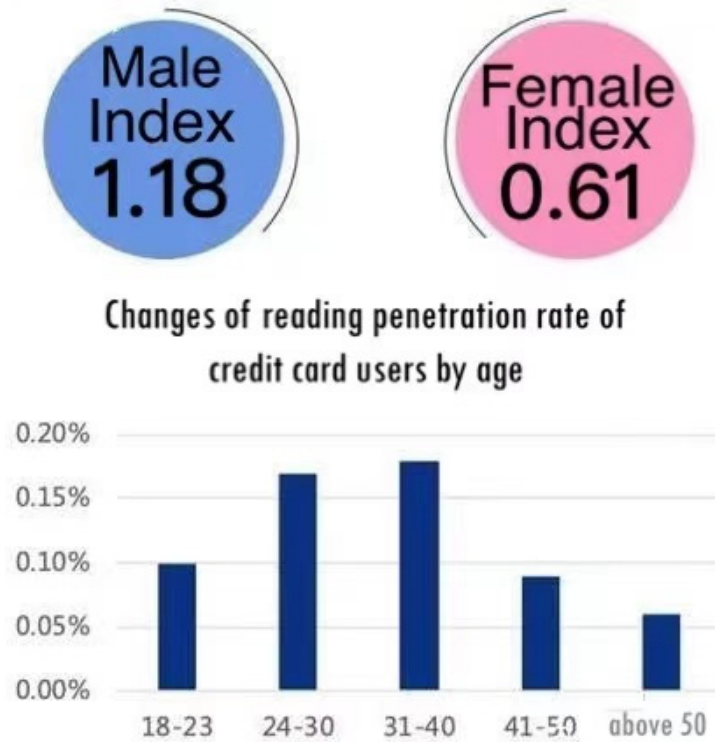 Male
Index
1.18
Female
Index
0.61
Changes of reading penetration rate of
credit card users by age
0.20%
0.15%
0.10%
0.05%
0.00%
18-23 24-30 31-40 41-50 above 50